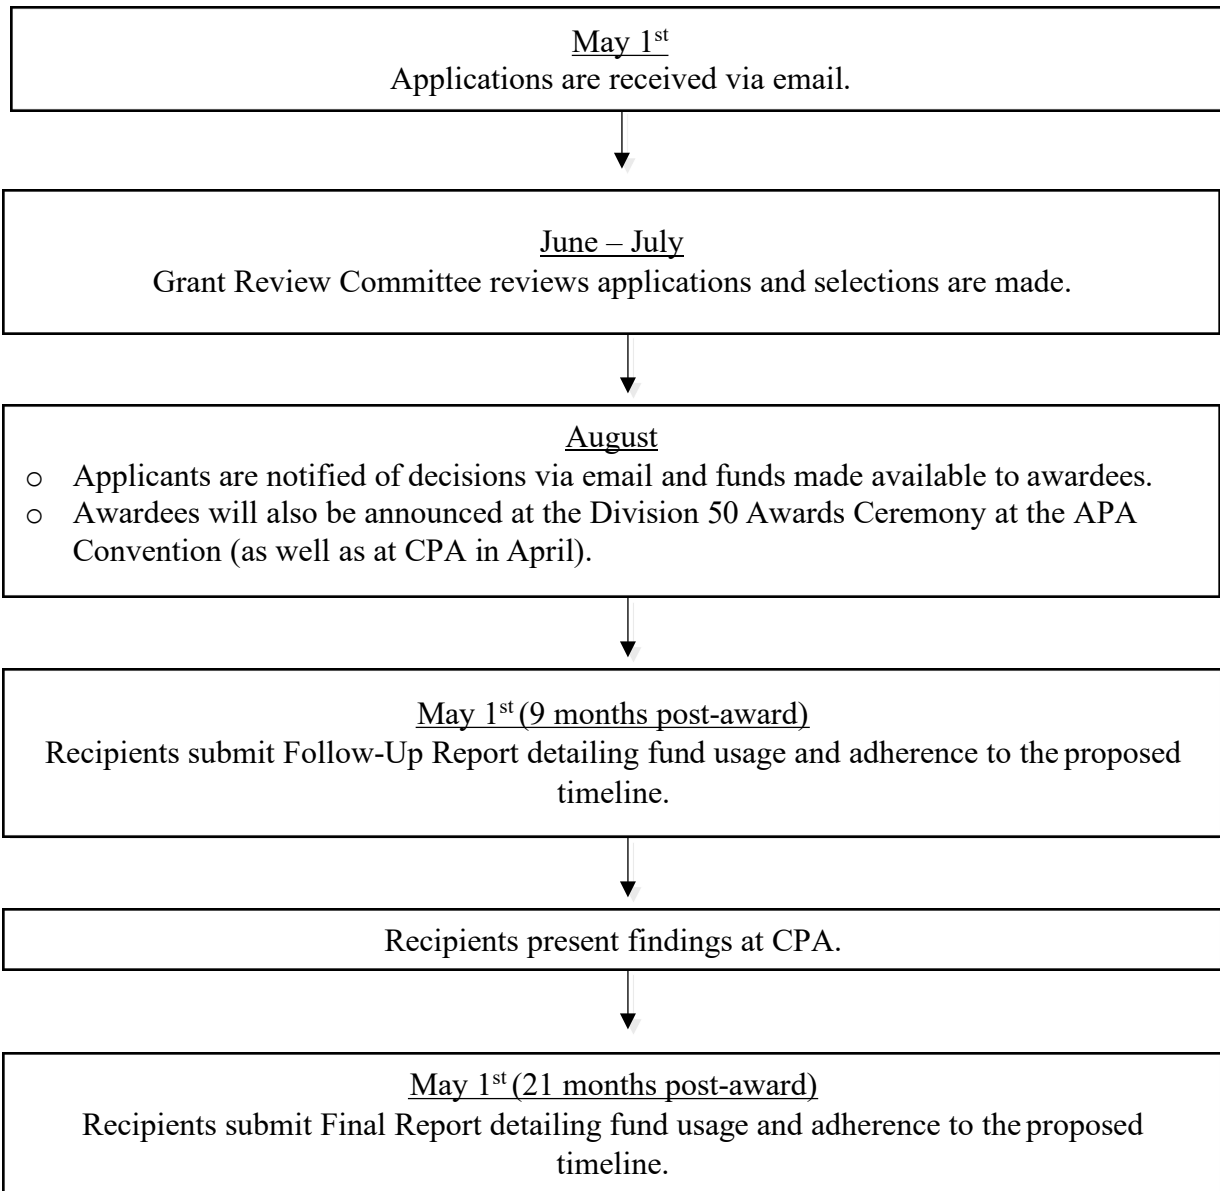 May 1st
Applications are received via email.
June – July
Grant Review Committee reviews applications and selections are made.
August
o Applicants are notified of decisions via email and funds made available to awardees.
o Awardees will also be announced at the Division 50 Awards Ceremony at the APA
Convention (as well as at CPA in April).
May 1st (9 months post-award)
Recipients submit Follow-Up Report detailing fund usage and adherence to the proposed
timeline.
Recipients present findings at CPA.
May 1st (21 months post-award)
Recipients submit Final Report detailing fund usage and adherence to the proposed
timeline.